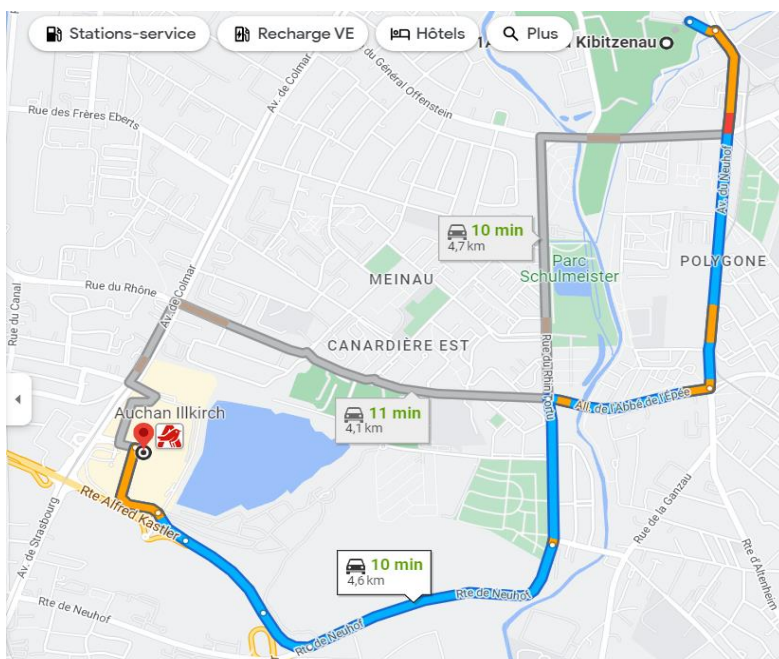 Stations-service
Recharge VE
Hôtels
Plus
Kibitzenau
Av. de Colmar
du Général Offenstein
Rue des Frères Eberts
Av. du Neuhof
10 min
4,7 km
Parc
Schulmeister
POLYGONE
MEINAU
Rue du Rhône
Av. de Colmar
Rue du Canal
CANARDIÈRE EST
Rue du Rhin Tortu
All. de l'Abbé de l'Épée
Auchan Illkirch
11 min
4,1 km
Rte Alfred Kastler
Rue de la Ganzau
Av. de Strasbourg
Rte d'Altenheim
10 min
4,6 km
Rte de Neuhof
Rte de Neuhof
Rte de Neuhof